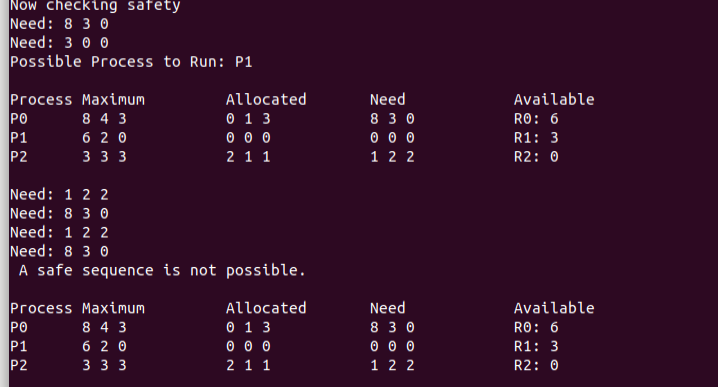 Now checking safety
Need: 8 3 0
Need: 3 0 0
Possible Process to Run: P1
Process Maximum Allocated Need Available
P0 8 4 3 0 1 3 8 3 0 R0: 6
P1 6 2 0 0 0 0 0 0 0 R1: 3
P2 3 3 3 2 1 1 1 2 2 R2: 0
Need: 1 2 2
Need: 8 3 0
Need: 1 2 2
Need: 8 3 0
A safe sequence is not possible.
Process Maximum Allocated Need Available
P0 8 4 3 0 1 3 8 3 0 R0: 6
P1 6 2 0 0 0 0 0 0 0 R1: 3
P2 3 3 3 2 1 1 1 2 2 R2: 0